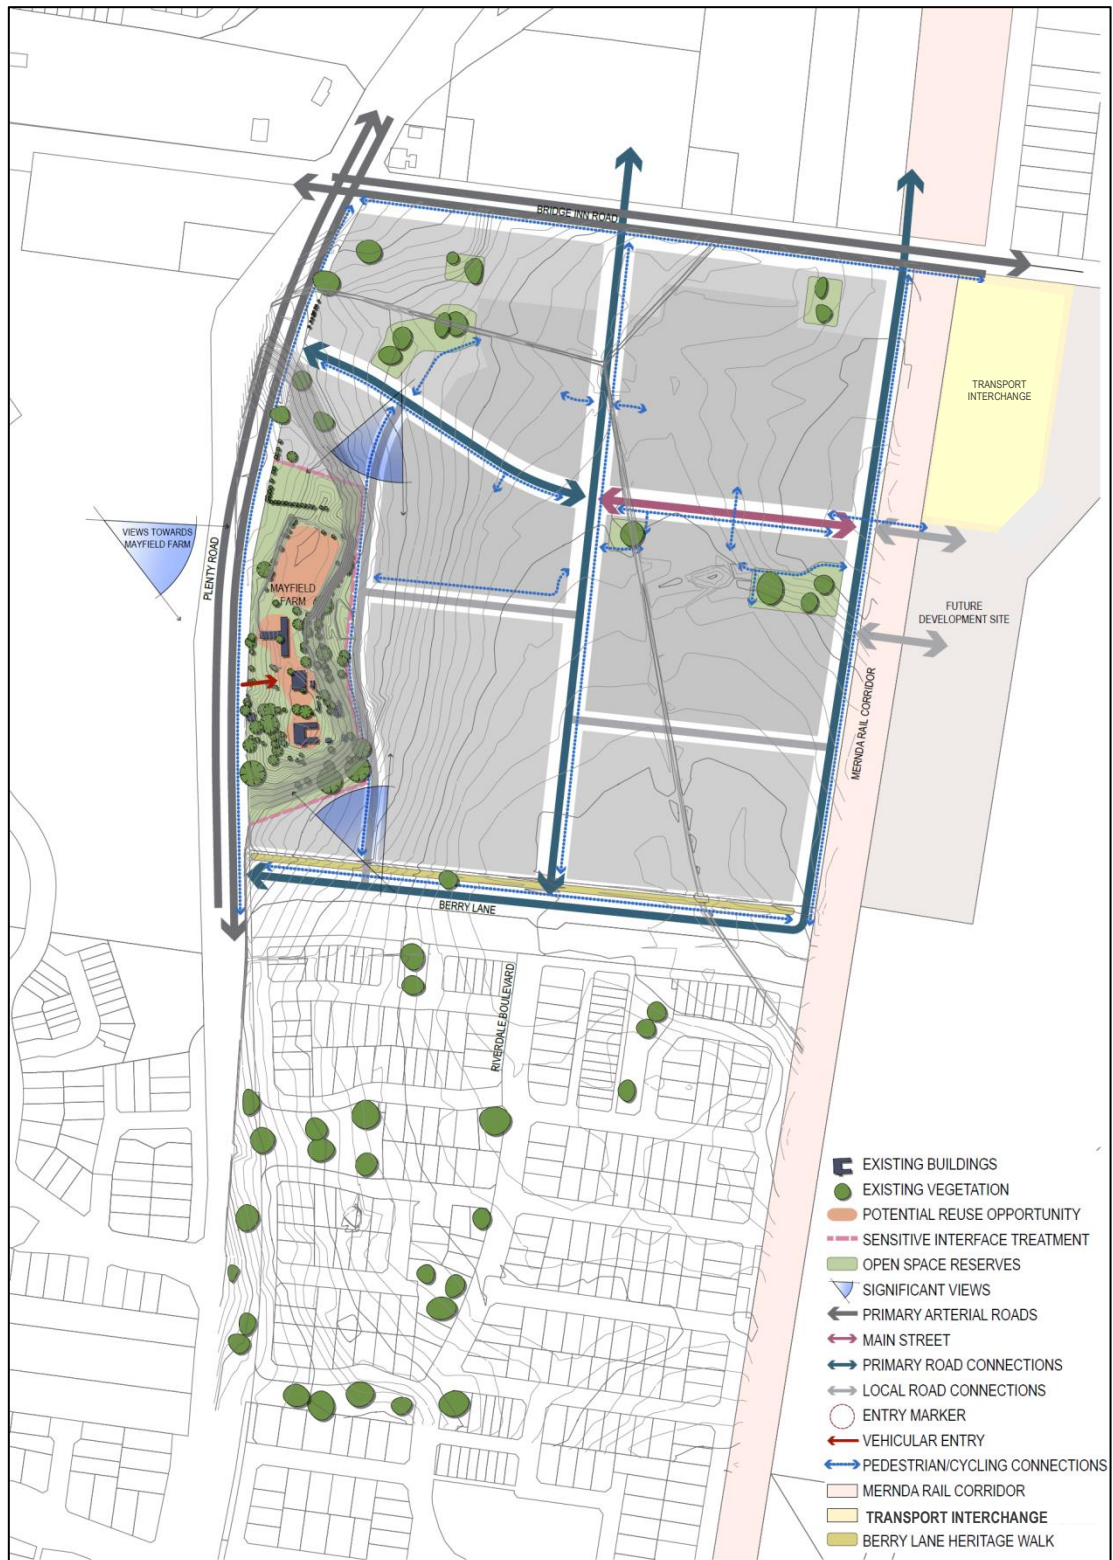 BRIDGE INN ROAD
TRANSPORT
INTERCHANGE
VIEWS TOWARDS
MAYFIELD FARM
PLENTY ROAD
MAYFIELD
FARM
FUTURE
DEVELOPMENT SITE
MERNDA RAIL CORRIDOR
BERRY LANE
RIVERDALE BOULEVARD
EXISTING BUILDINGS
EXISTING VEGETATION
POTENTIAL REUSE OPPORTUNITY
SENSITIVE INTERFACE TREATMENT
OPEN SPACE RESERVES
SIGNIFICANT VIEWS
PRIMARY ARTERIAL ROADS
MAIN STREET
PRIMARY ROAD CONNECTIONS
LOCAL ROAD CONNECTIONS
ENTRY MARKER
VEHICULAR ENTRY
PEDESTRIAN/CYCLING CONNECTIONS
MERNDA RAIL CORRIDOR
TRANSPORT INTERCHANGE
BERRY LANE HERITAGE WALK